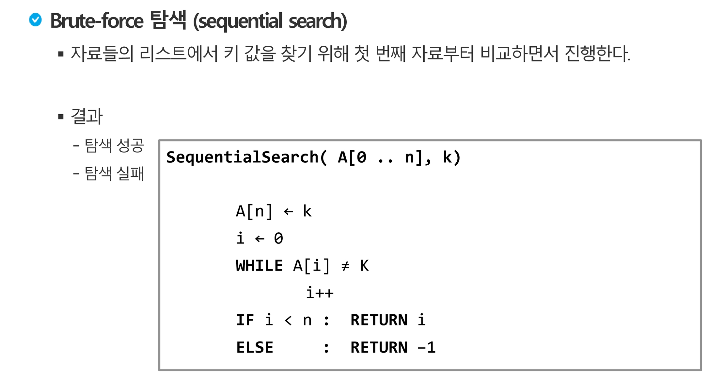 Brute-force 탐색 (sequential search)
▪ 자료들의 리스트에서 키 값을 찾기 위해 첫 번째 자료부터 비교하면서 진행한다.
▪ 결과
- 탐색 성공
- 탐색 실패
SequentialSearch( A[0 .. n], k)
A[n] ← k
i ← 0
WHILE A[i] ≠ K
i++
IF i < n : RETURN i
ELSE : RETURN –1